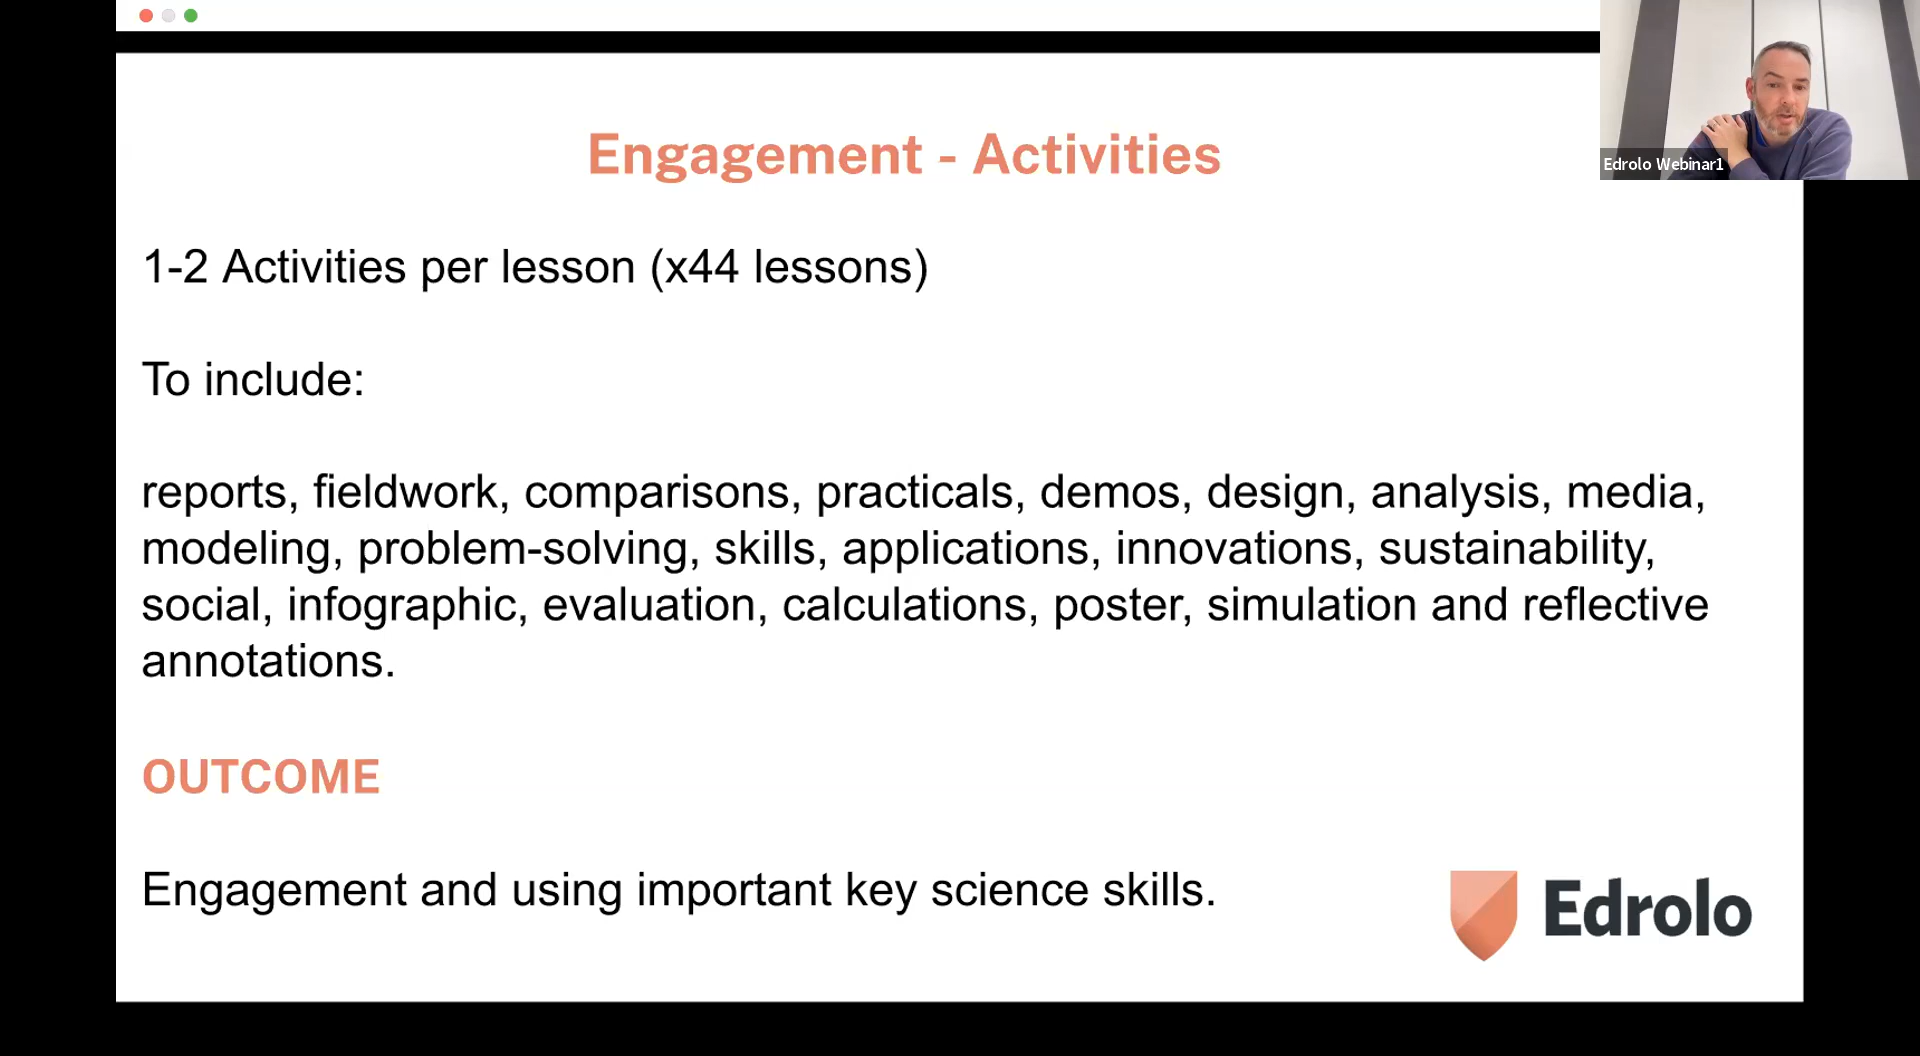 Engagement - Activities
Edrolo Webinar1
1-2 Activities per lesson (x44 lessons)
To include:
reports, fieldwork, comparisons, practicals, demos, design, analysis, media,
modeling, problem-solving, skills, applications, innovations, sustainability,
social, infographic, evaluation, calculations, poster, simulation and reflective
annotations.
OUTCOME
Engagement and using important key science skills.
Edrolo